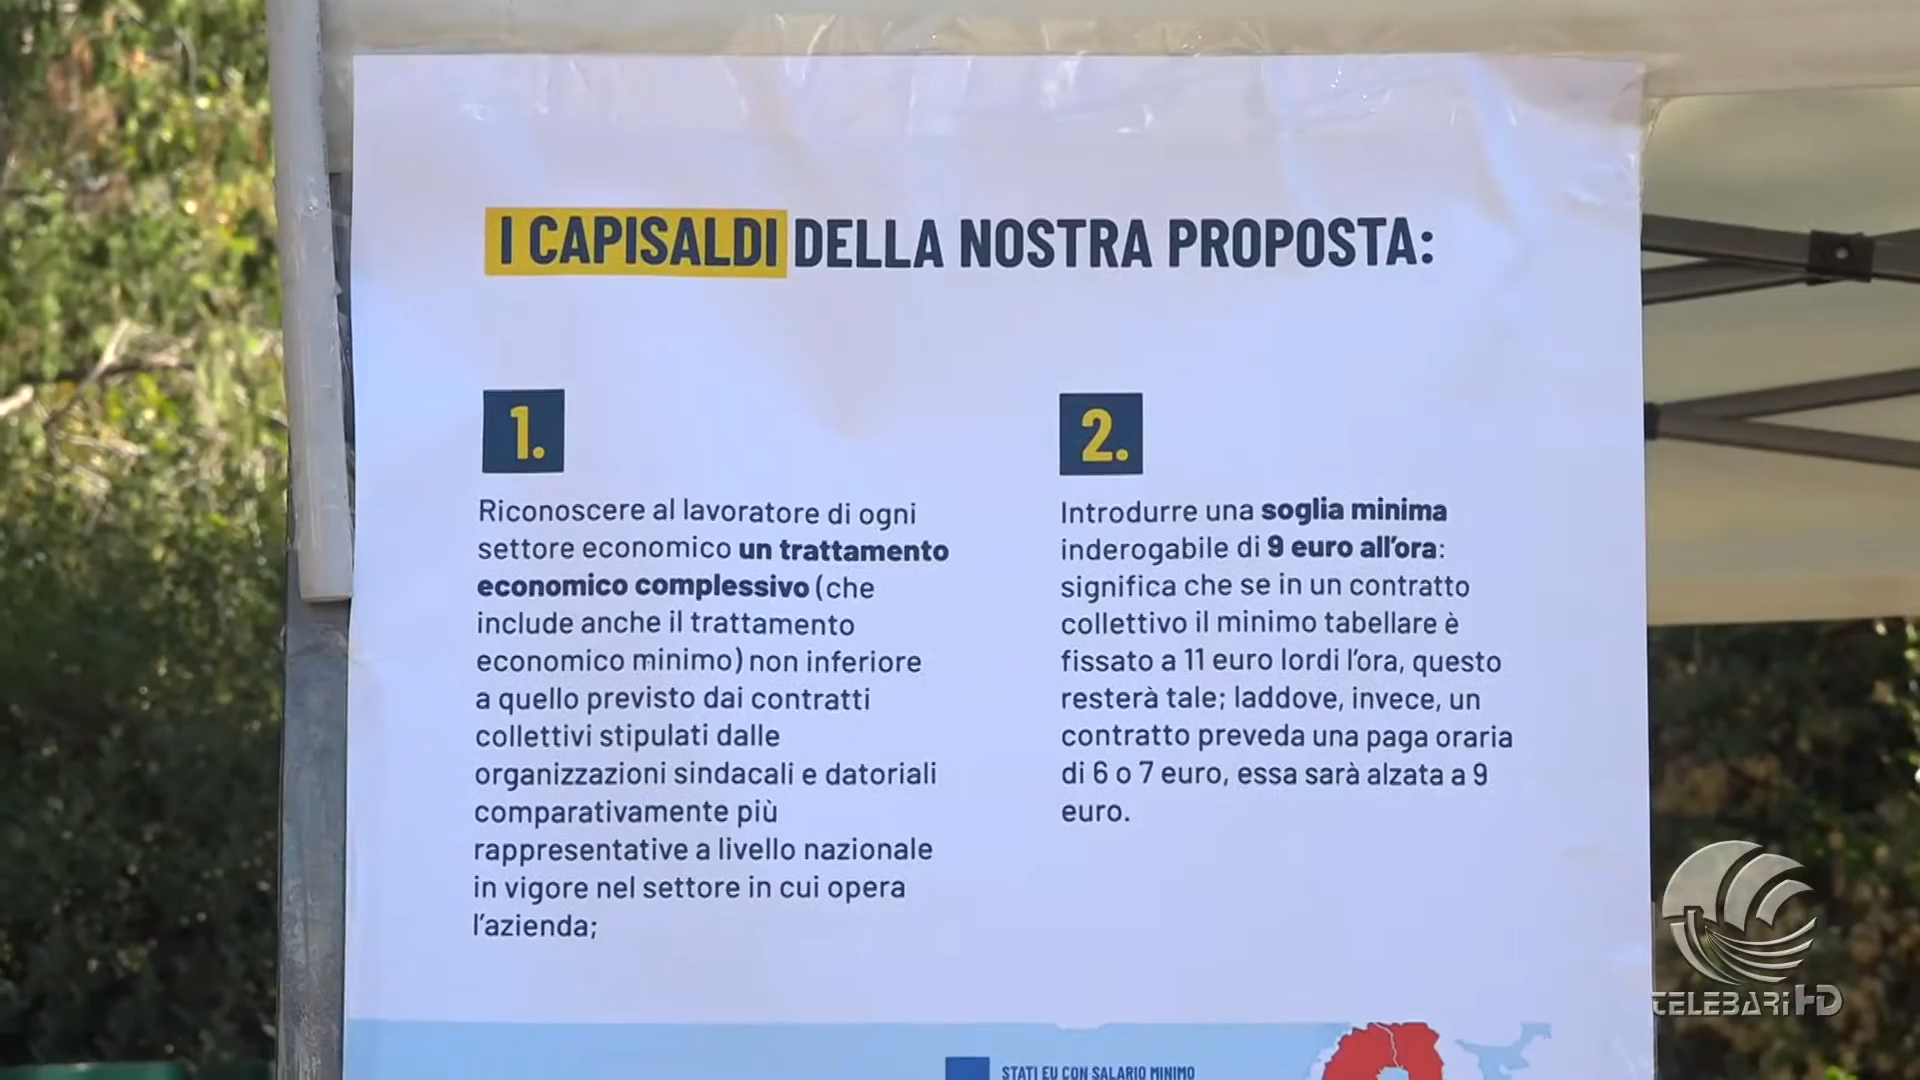 I CAPISALDI DELLA NOSTRA PROPOSTA:
1.
Riconoscere al lavoratore di ogni
settore economico un trattamento
economico complessivo (che
include anche il trattamento
economico minimo) non inferiore
a quello previsto dai contratti
collettivi stipulati dalle
organizzazioni sindacali e datoriali
comparativamente più
rappresentative a livello nazionale
in vigore nel settore in cui opera
l'azienda;
2.
Introdurre una soglia minima
inderogabile di 9 euro all'ora:
significa che se in un contratto
collettivo il minimo tabellare è
fissato a 11 euro lordi l'ora, questo
resterà tale; laddove, invece, un
contratto preveda una paga oraria
di 6 o 7 euro, essa sarà alzata a 9
euro.
STATI EU CON SALARIO MINIMO
TELEBARI HD